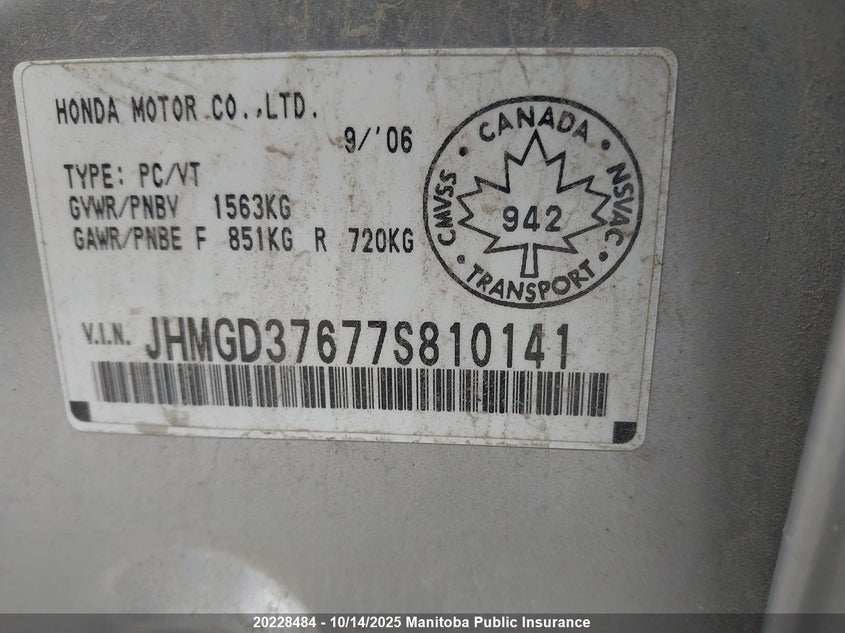 HONDA MOTOR CO.,LTD.
9/'06
TYPE: PC/VT
GVWR/PNBV 1563KG
GAWR/PNBE F 851KG R 720KG
CANADA
CMVSS
942
NSVAC
TRANSPORT
V.I.N. JHMGD37677S810141
20228484 - 10/14/2025 Manitoba Public Insurance